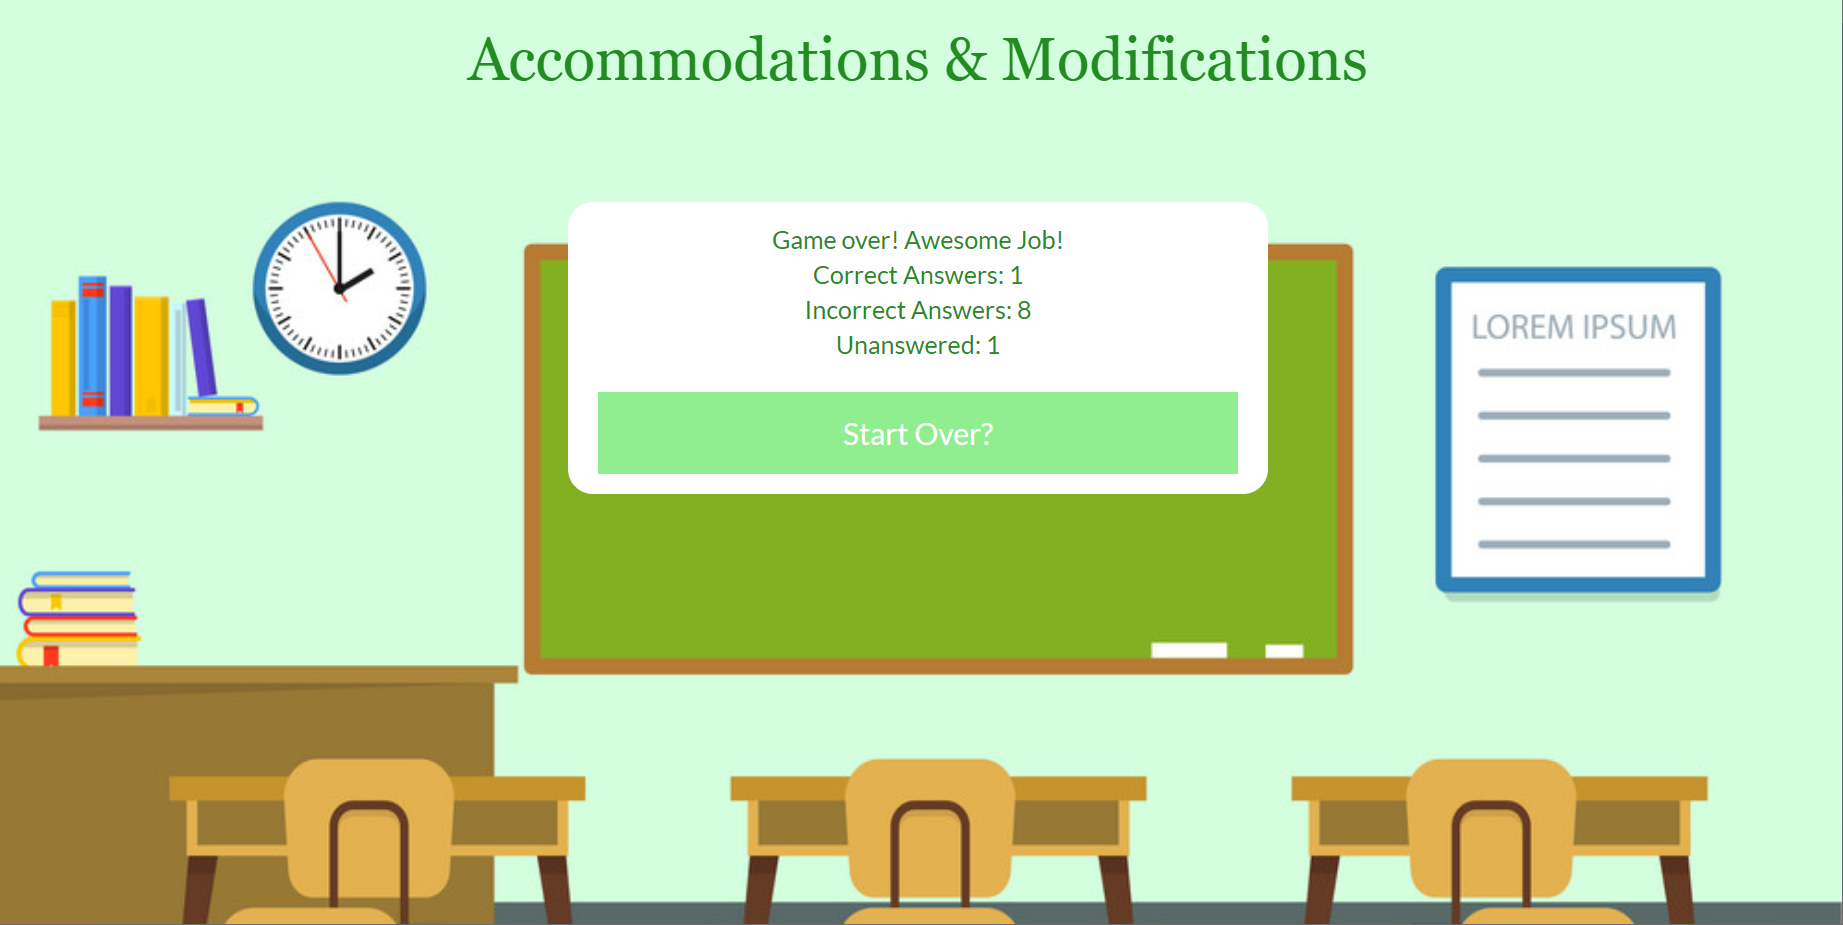 Accommodations & Modifications
Game over! Awesome Job!
Correct Answers: 1
Incorrect Answers: 8
Unanswered: 1
Start Over?
LOREM IPSUM